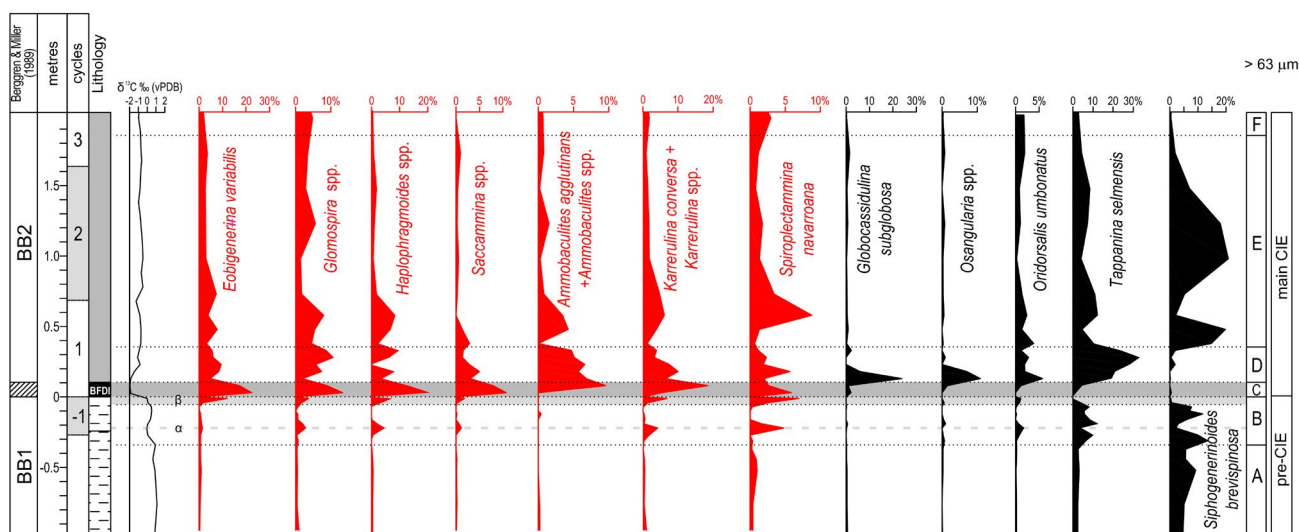 Berggren & Miller
(1989)
metres
cycles
Lithology
> 63 µm
δ¹³C ‰ (vPDB)
-2 -1 0 1 2
0 20 30%
0 10%
0 10 20%
0 5 10%
0 5 10%
0 10 20%
0 5 10%
0 10 20 30%
0 10%
0 5%
0 10 20 30%
0 5 10 15 20%
Eobigenerina variabilis
Glomospira spp.
Haplophragmoides spp.
Saccammina spp.
Ammobaculites agglutinans
+Ammobaculites spp.
Karrerulina conversa +
Karrerulina spp.
Spiroplectammina
navarroana
Globocassidulina
subglobosa
Osangularia spp.
Oridorsalis umbonatus
Tappanina selmensis
Siphogenerinoides
brevispinosa
BB2
BB1
1.5
1.0
0.5
0
-0.5
3
2
1
-1
BFDI
β
α
F
E
D
C
B
A
main CIE
pre-CIE